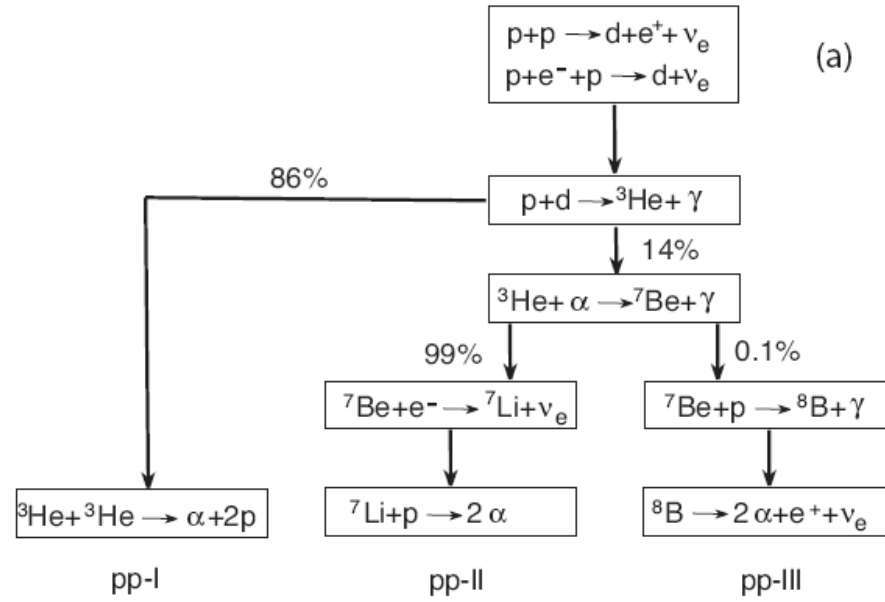 p+p → d+e⁺+ νₑ
p+e⁻+p → d+νₑ
(a)
86%
p+d → ³He+ γ
14%
³He+ α → ⁷Be+ γ
99%
0.1%
⁷Be+e⁻ → ⁷Li+νₑ
⁷Be+p → ⁸B+γ
³He+³He → α+2p
⁷Li+p → 2 α
⁸B → 2 α+e⁺+νₑ
pp-I
pp-II
pp-III